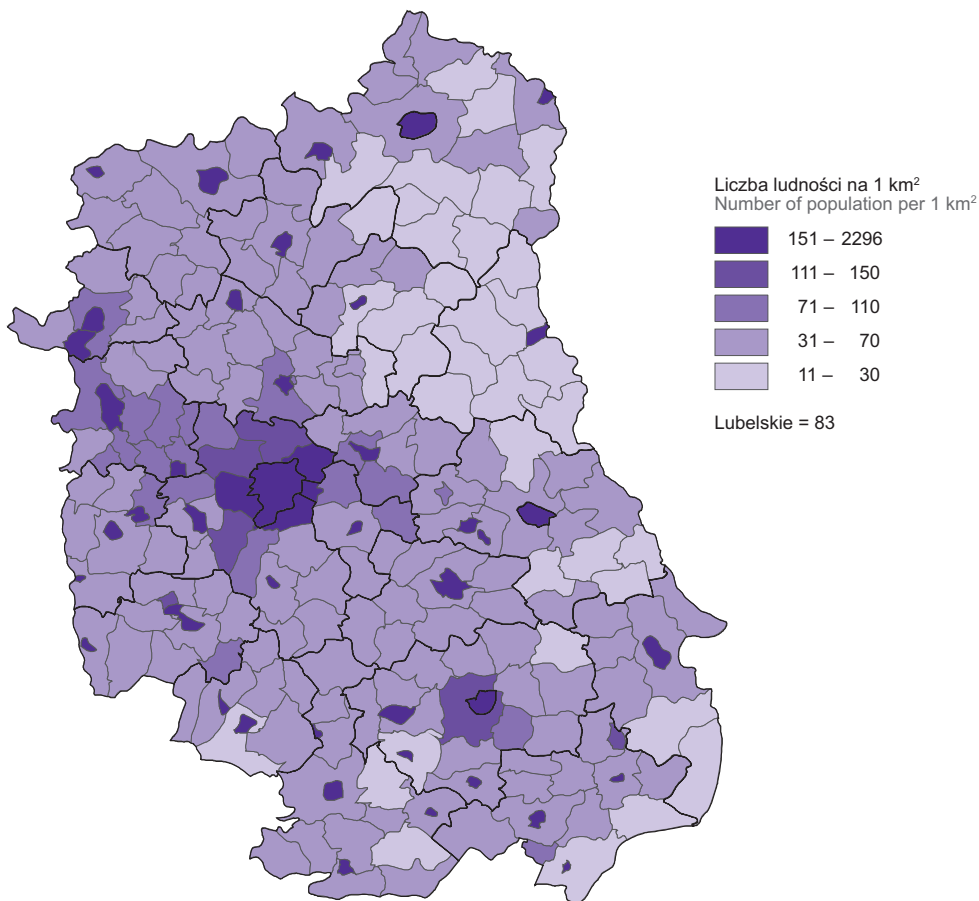 Liczba ludności na 1 km²
Number of population per 1 km²
151 – 2296
111 – 150
71 – 110
31 – 70
11 – 30
Lubelskie = 83